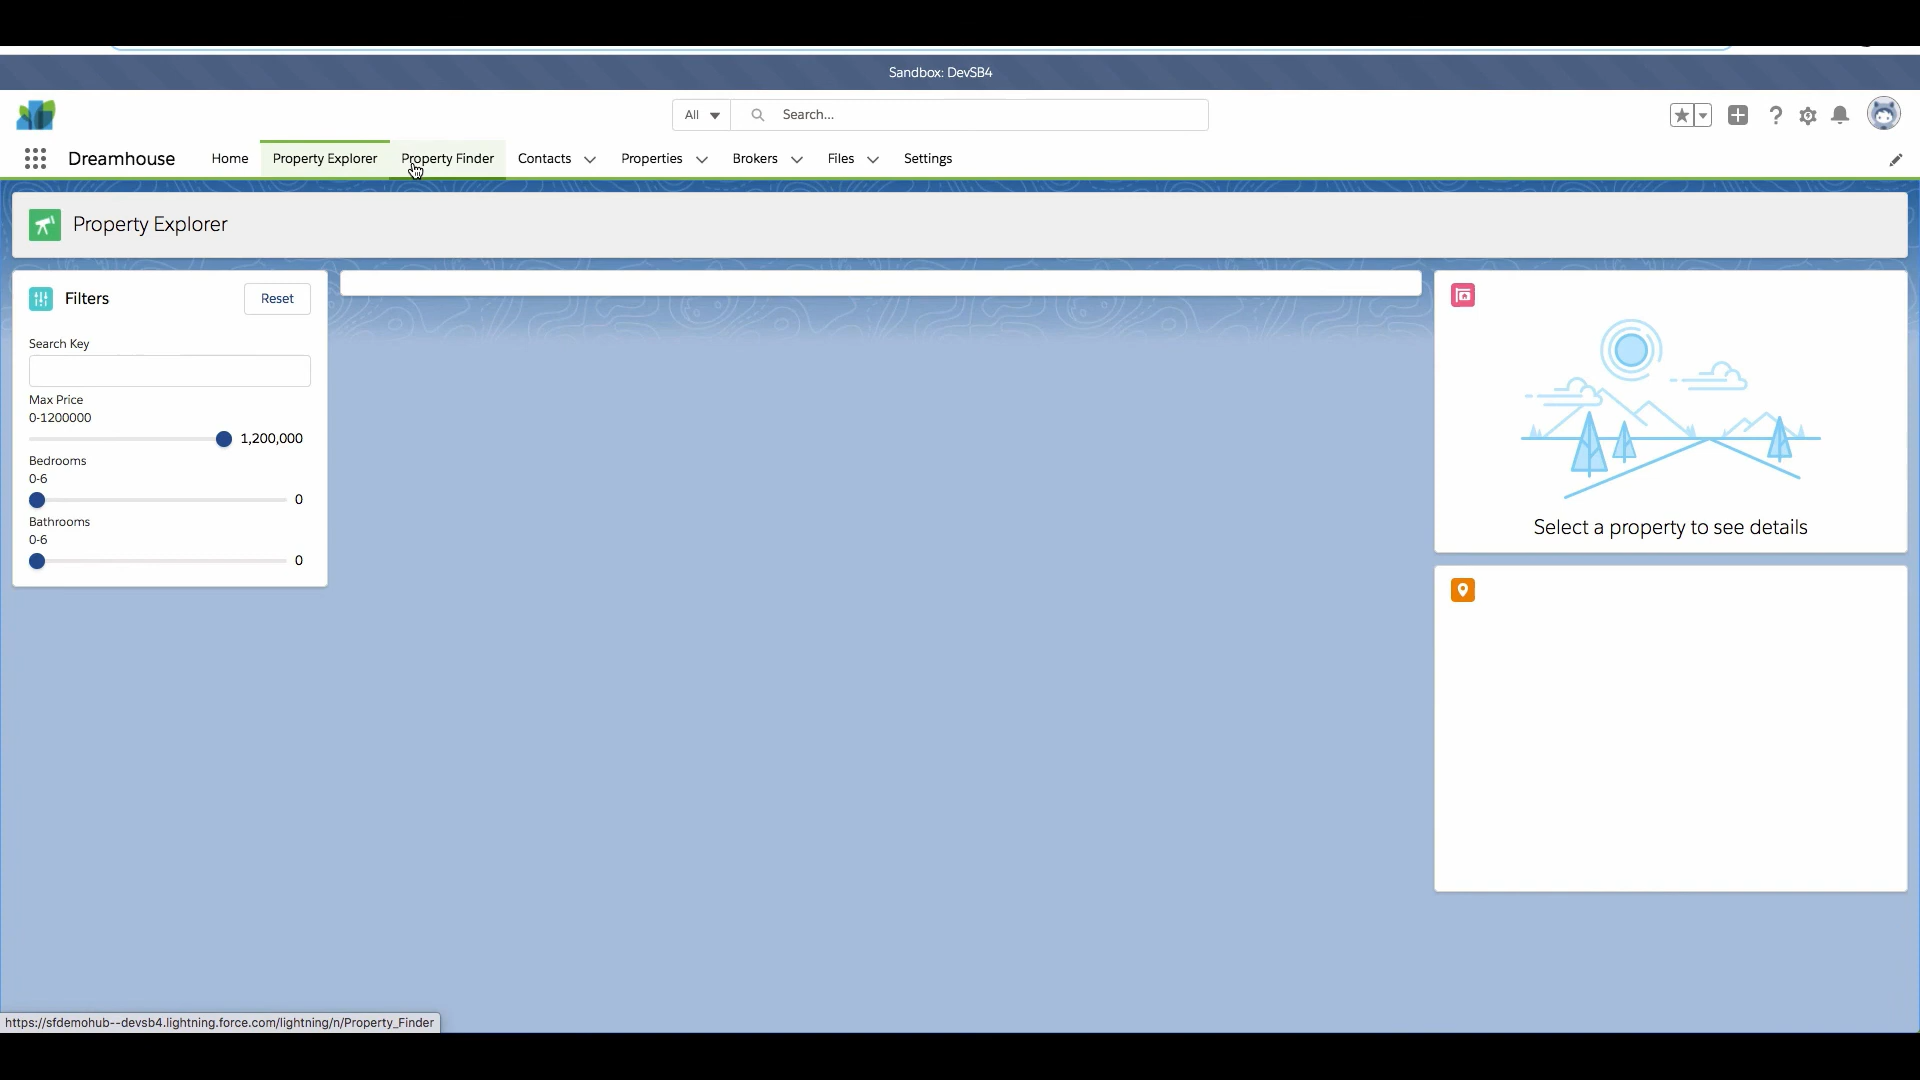 Sandbox: DevSB4
All Search...
Dreamhouse Home Property Explorer Property Finder Contacts Properties Brokers Files Settings
Property Explorer
Filters Reset
Search Key
Max Price
0-1200000
1,200,000
Bedrooms
0-6
0
Bathrooms
0-6
0
Select a property to see details
https://sfdemohub--devsb4.lightning.force.com/lightning/n/Property_Finder